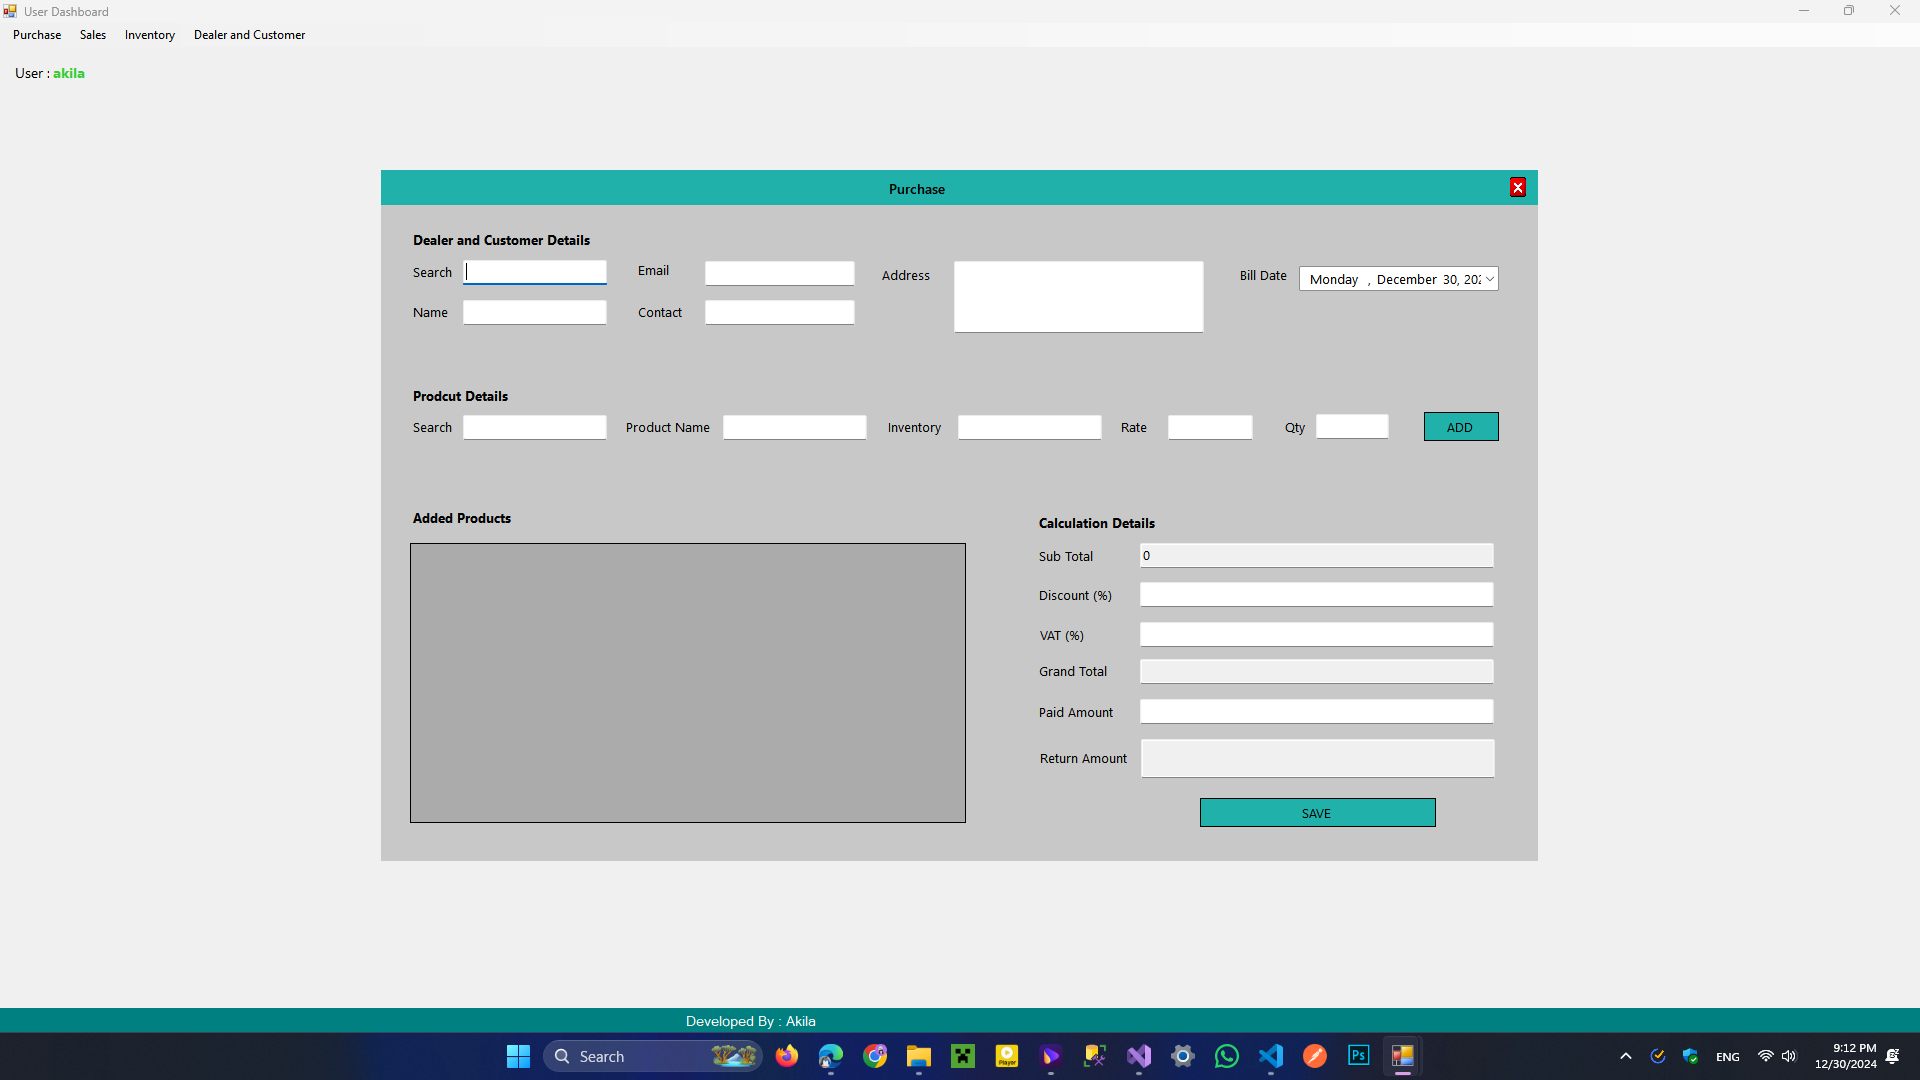 User Dashboard
Purchase Sales Inventory Dealer and Customer
User : akila
Purchase
Dealer and Customer Details
Search Email Address Bill Date Monday , December 30, 202
Name Contact
Prodcut Details
Search Product Name Inventory Rate Qty ADD
Added Products
Calculation Details
Sub Total 0
Discount (%)
VAT (%)
Grand Total
Paid Amount
Return Amount
SAVE
Developed By : Akila
Search Player Ps ENG 9:12 PM
12/30/2024